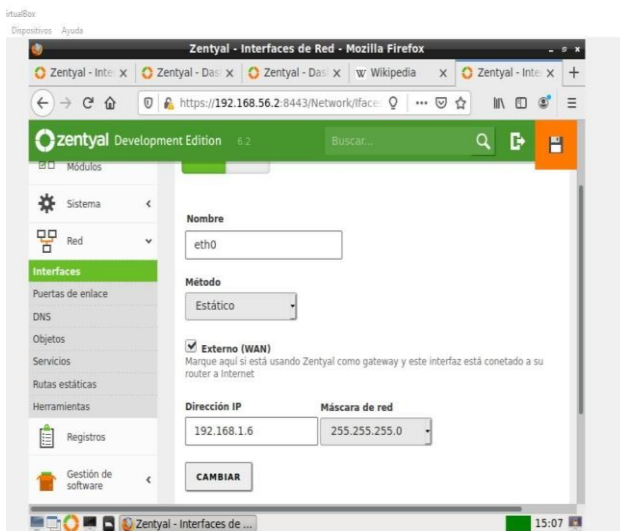 irtualBox
Dispositivos Ayuda
Zentyal - Interfaces de Red - Mozilla Firefox
Zentyal - Inte x Zentyal - Das x Zentyal - Das x W Wikipedia x Zentyal - Inte x +
https://192.168.56.2:8443/Network/Iface
zentyal Development Edition 6.2 Buscar...
Módulos
Sistema
Red
Interfaces
Puertas de enlace
DNS
Objetos
Servicios
Rutas estáticas
Herramientas
Registros
Gestión de
software
Nombre
eth0
Método
Estático
Externo (WAN)
Marque aquí si está usando Zentyal como gateway y este interfaz está conetado a su
router a Internet
Dirección IP Máscara de red
192.168.1.6 255.255.255.0
CAMBIAR
Zentyal - Interfaces de ... 15:07